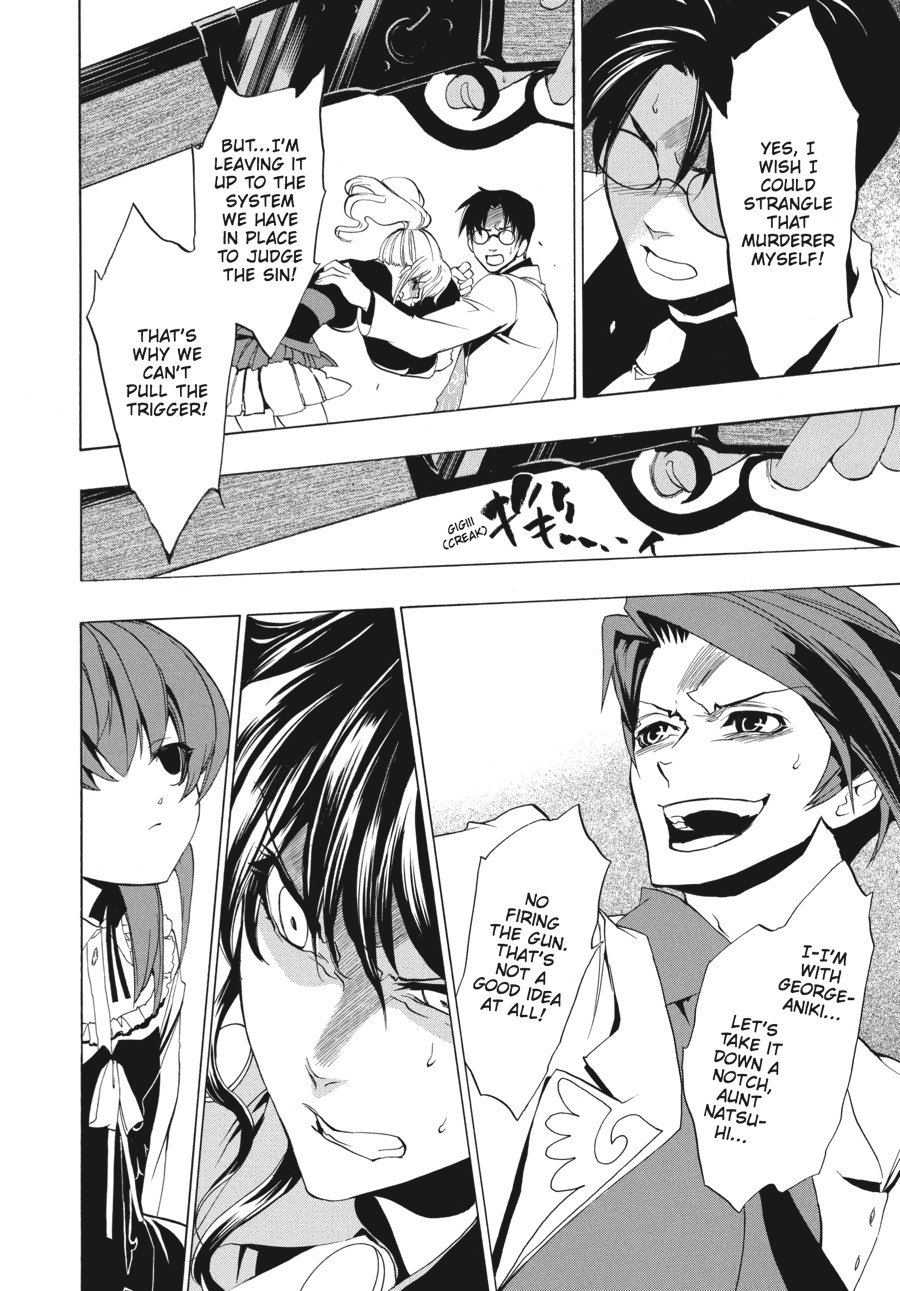 YES, I
WISH I
COULD
STRANGLE
THAT
MURDERER
MYSELF!
BUT...I'M
LEAVING IT
UP TO THE
SYSTEM
WE HAVE
IN PLACE
TO JUDGE
THE SIN!
THAT'S
WHY WE
CAN'T
PULL THE
TRIGGER!
GIGIII
(CREAK)
I-I'M
WITH
GEORGE-
ANIKI...
LET'S
TAKE IT
DOWN A
NOTCH,
AUNT
NATSU-
HI...
NO
FIRING
THE GUN.
THAT'S
NOT A
GOOD IDEA
AT ALL!